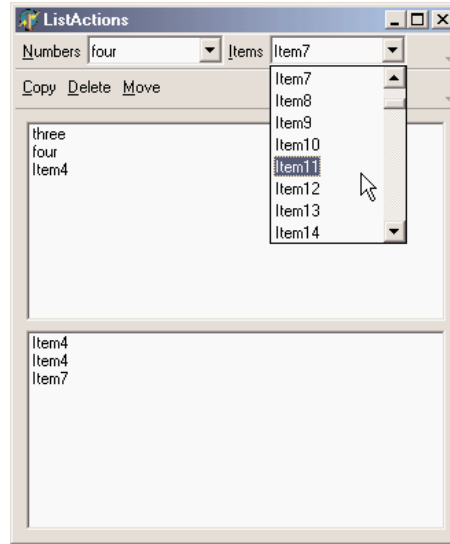 ListActions
Numbers four Items Item7
Copy Delete Move
Item7
Item8
Item9
Item10
Item11
Item12
Item13
Item14
three
four
Item4
Item4
Item4
Item7